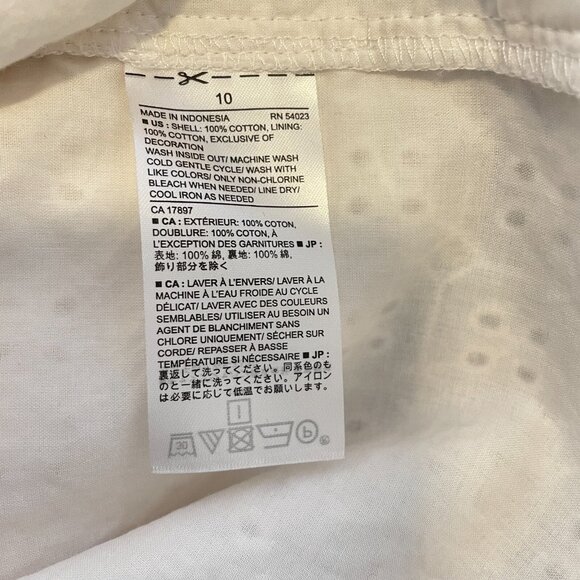 10
MADE IN INDONESIA RN 54023
■ US : SHELL: 100% COTTON, LINING:
100% COTTON, EXCLUSIVE OF
DECORATION
WASH INSIDE OUT/ MACHINE WASH
COLD GENTLE CYCLE/ WASH WITH
LIKE COLORS/ ONLY NON-CHLORINE
BLEACH WHEN NEEDED/ LINE DRY/
COOL IRON AS NEEDED
CA 17897
■ CA : EXTÉRIEUR: 100% COTON,
DOUBLURE: 100% COTON, À
L'EXCEPTION DES GARNITURES ■ JP :
表地: 100% 綿, 裏地: 100% 綿,
飾り部分を除く
■ CA : LAVER À L'ENVERS/ LAVER À LA
MACHINE À L'EAU FROIDE AU CYCLE
DÉLICAT/ LAVER AVEC DES COULEURS
SEMBLABLES/ UTILISER AU BESOIN UN
AGENT DE BLANCHIMENT SANS
CHLORE UNIQUEMENT/ SÉCHER SUR
CORDE/ REPASSER À BASSE
TEMPÉRATURE SI NÉCESSAIRE ■ JP :
裏返して洗ってください。同系色のも
のと一緒に洗ってください。アイロン
は必要に応じて低温でお願いします。
30